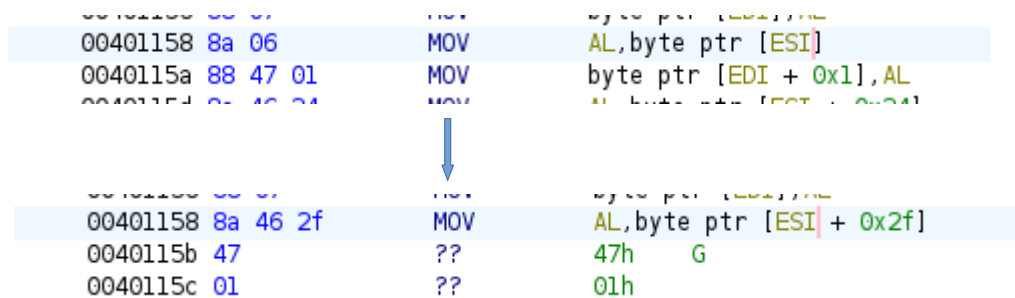 00401158 8a 06 MOV AL,byte ptr [ESI]
0040115a 88 47 01 MOV byte ptr [EDI + 0x1],AL
00401158 8a 46 2f MOV AL,byte ptr [ESI + 0x2f]
0040115b 47 ?? 47h G
0040115c 01 ?? 01h